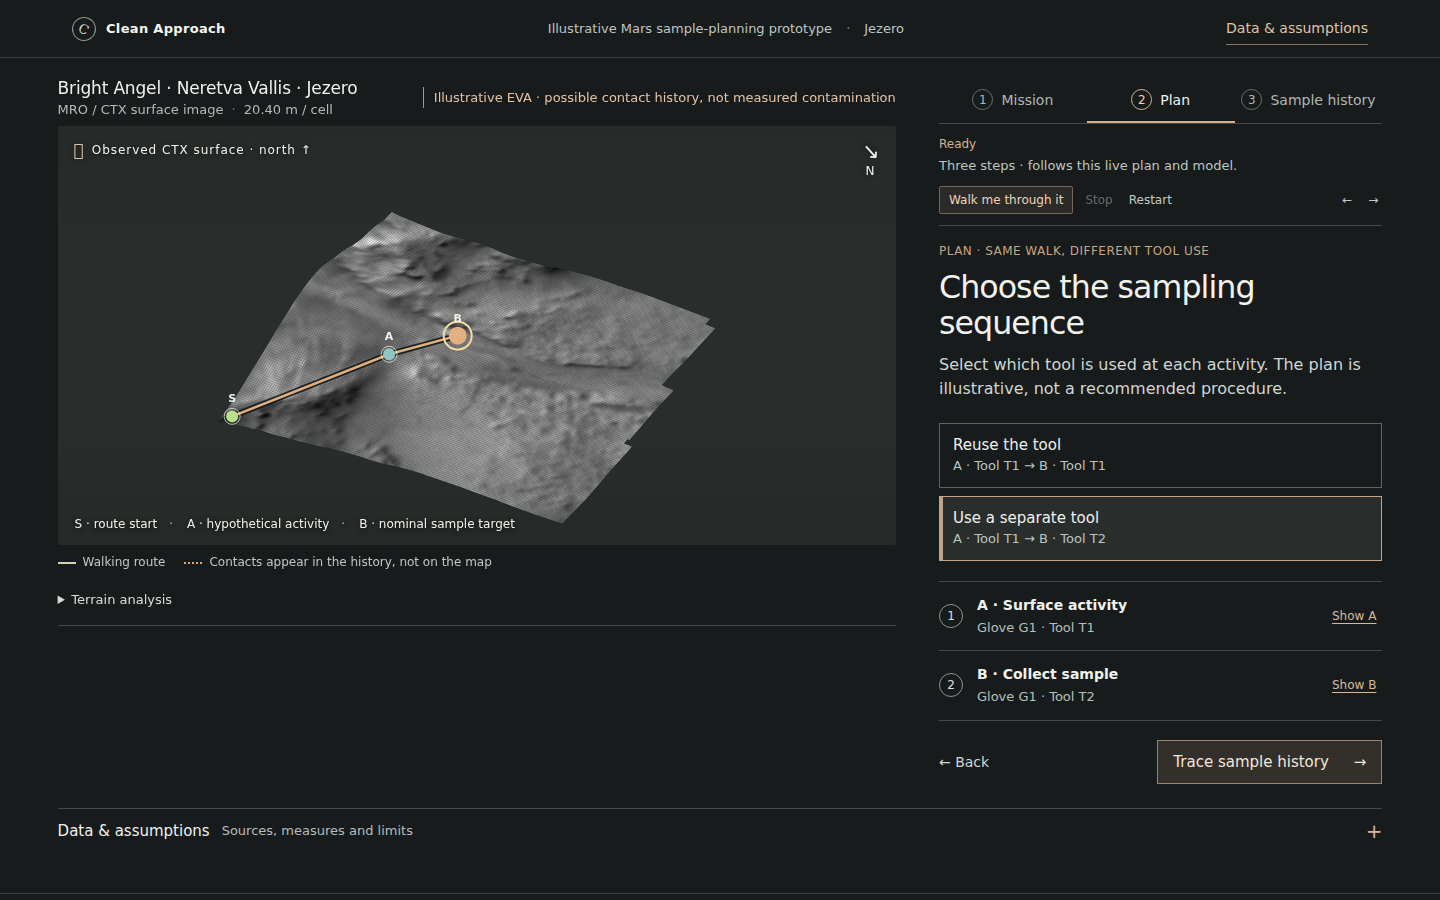 Clean Approach
Illustrative Mars sample-planning prototype · Jezero
Data & assumptions
Bright Angel · Neretva Vallis · Jezero
MRO / CTX surface image · 20.40 m / cell
Illustrative EVA · possible contact history, not measured contamination
Observed CTX surface · north ↑
N
B
A
S
S · route start · A · hypothetical activity · B · nominal sample target
Walking route
Contacts appear in the history, not on the map
▶ Terrain analysis
1 Mission
2 Plan
3 Sample history
Ready
Three steps · follows this live plan and model.
Walk me through it
Stop
Restart
← →
PLAN · SAME WALK, DIFFERENT TOOL USE
Choose the sampling
sequence
Select which tool is used at each activity. The plan is
illustrative, not a recommended procedure.
Reuse the tool
A · Tool T1 → B · Tool T1
Use a separate tool
A · Tool T1 → B · Tool T2
1
A · Surface activity
Glove G1 · Tool T1
Show A
2
B · Collect sample
Glove G1 · Tool T2
Show B
← Back
Trace sample history →
Data & assumptions Sources, measures and limits +